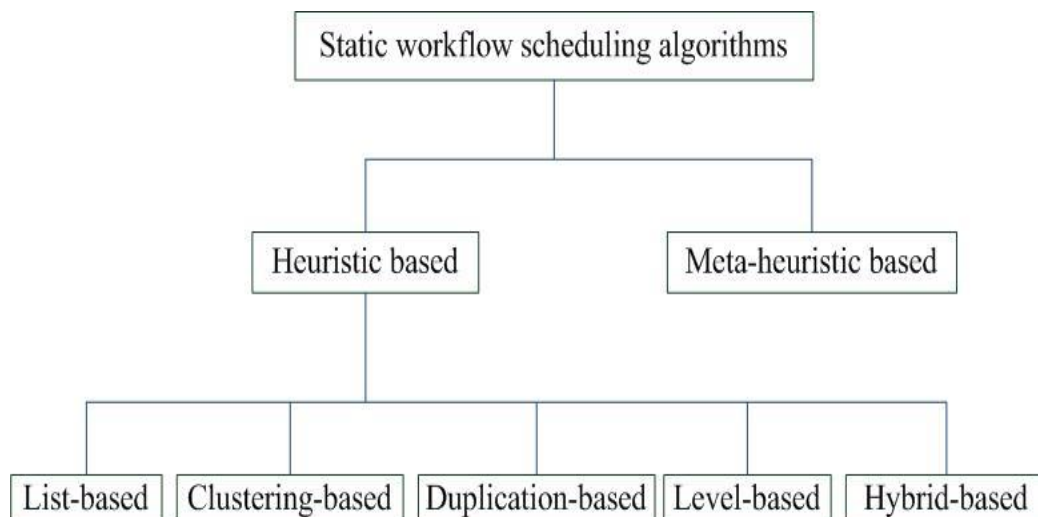 Static workflow scheduling algorithms
Heuristic based
Meta-heuristic based
List-based
Clustering-based
Duplication-based
Level-based
Hybrid-based